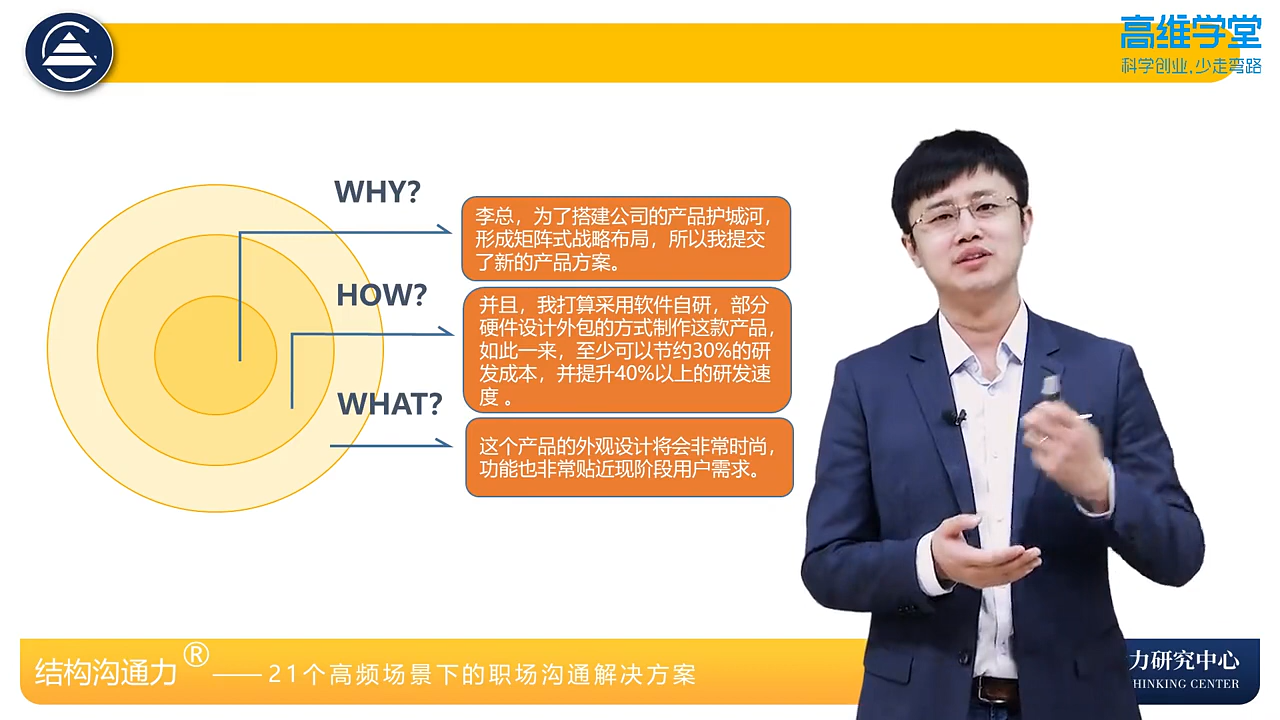 高维学堂
科学创业,少走弯路
WHY?
李总，为了搭建公司的产品护城河，
形成矩阵式战略布局，所以我提交
了新的产品方案。
HOW?
并且，我打算采用软件自研，部分
硬件设计外包的方式制作这款产品，
如此一来，至少可以节约30%的研
发成本，并提升40%以上的研发速
度 。
WHAT?
这个产品的外观设计将会非常时尚，
功能也非常贴近现阶段用户需求。
结构沟通力® ——21个高频场景下的职场沟通解决方案
力研究中心
HINKING CENTER